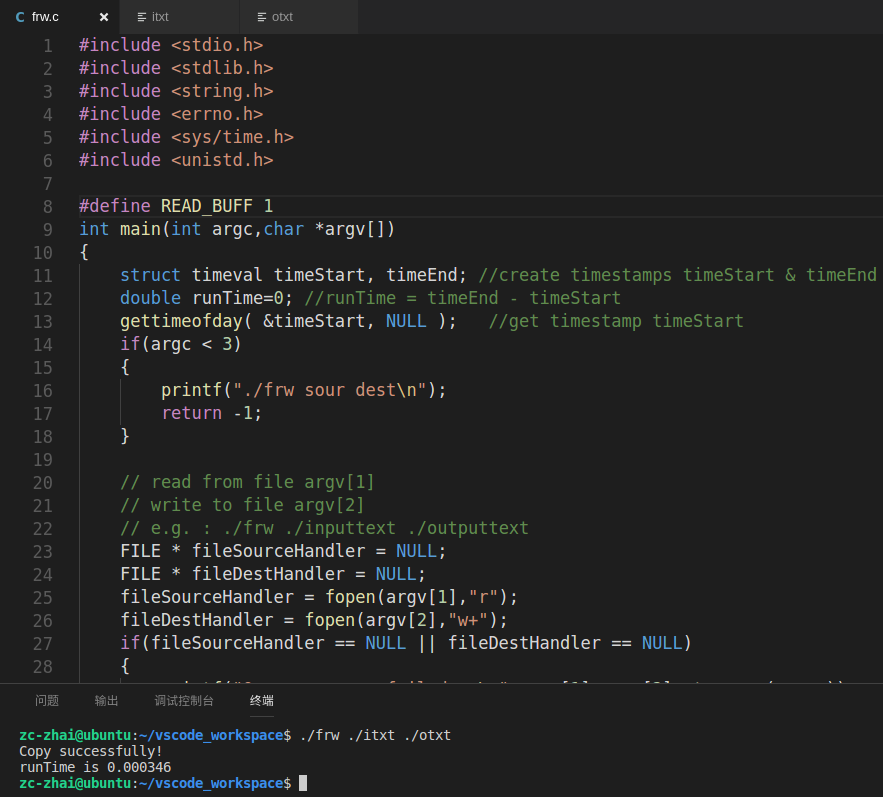 C frw.c × itxt otxt
1 #include <stdio.h>
2 #include <stdlib.h>
3 #include <string.h>
4 #include <errno.h>
5 #include <sys/time.h>
6 #include <unistd.h>
7
8 #define READ_BUFF 1
9 int main(int argc,char *argv[])
10 {
11     struct timeval timeStart, timeEnd; //create timestamps timeStart & timeEnd
12     double runTime=0; //runTime = timeEnd - timeStart
13     gettimeofday( &timeStart, NULL );   //get timestamp timeStart
14     if(argc < 3)
15     {
16         printf("./frw sour dest\n");
17         return -1;
18     }
19
20     // read from file argv[1]
21     // write to file argv[2]
22     // e.g. : ./frw ./inputtext ./outputtext
23     FILE * fileSourceHandler = NULL;
24     FILE * fileDestHandler = NULL;
25     fileSourceHandler = fopen(argv[1],"r");
26     fileDestHandler = fopen(argv[2],"w+");
27     if(fileSourceHandler == NULL || fileDestHandler == NULL)
28     {
问题 输出 调试控制台 终端
zc-zhai@ubuntu:~/vscode_workspace$ ./frw ./itxt ./otxt
Copy successfully!
runTime is 0.000346
zc-zhai@ubuntu:~/vscode_workspace$